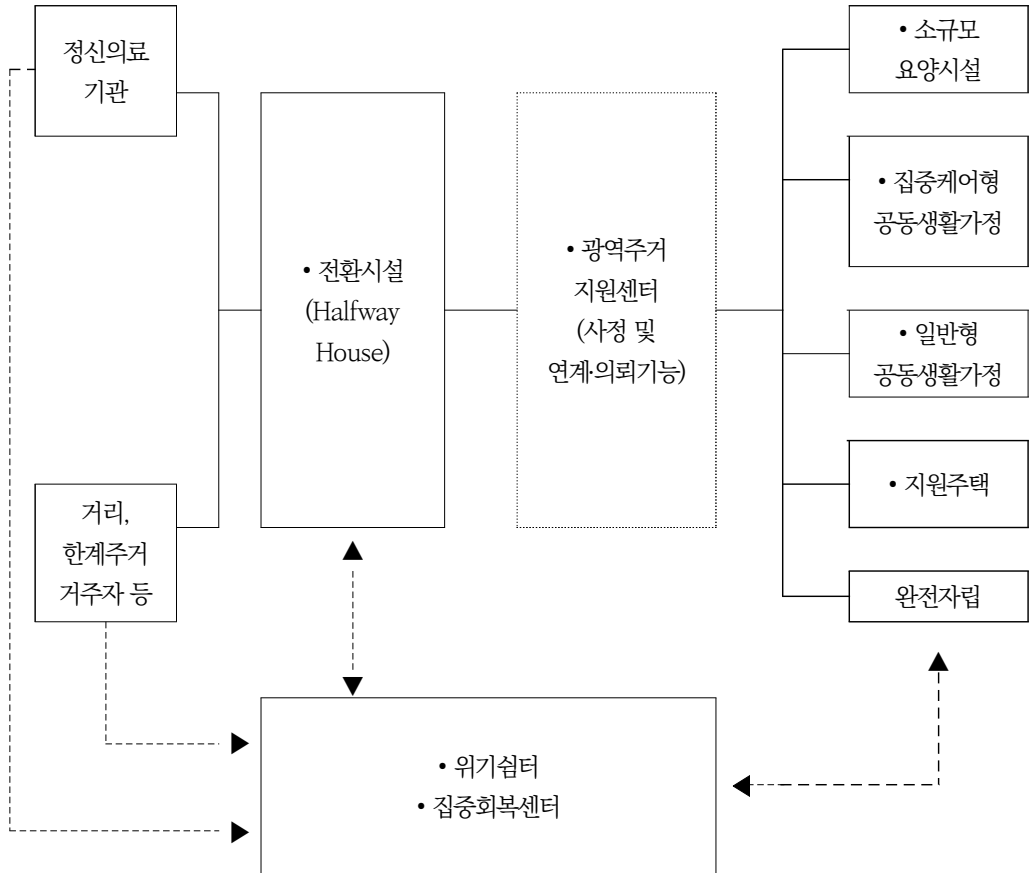 정신의료
기관
거리,
한계주거
거주자 등
• 전환시설
(Halfway
House)
• 광역주거
지원센터
(사정 및
연계·의뢰기능)
• 소규모
요양시설
• 집중케어형
공동생활가정
• 일반형
공동생활가정
• 지원주택
완전자립
• 위기쉼터
• 집중회복센터